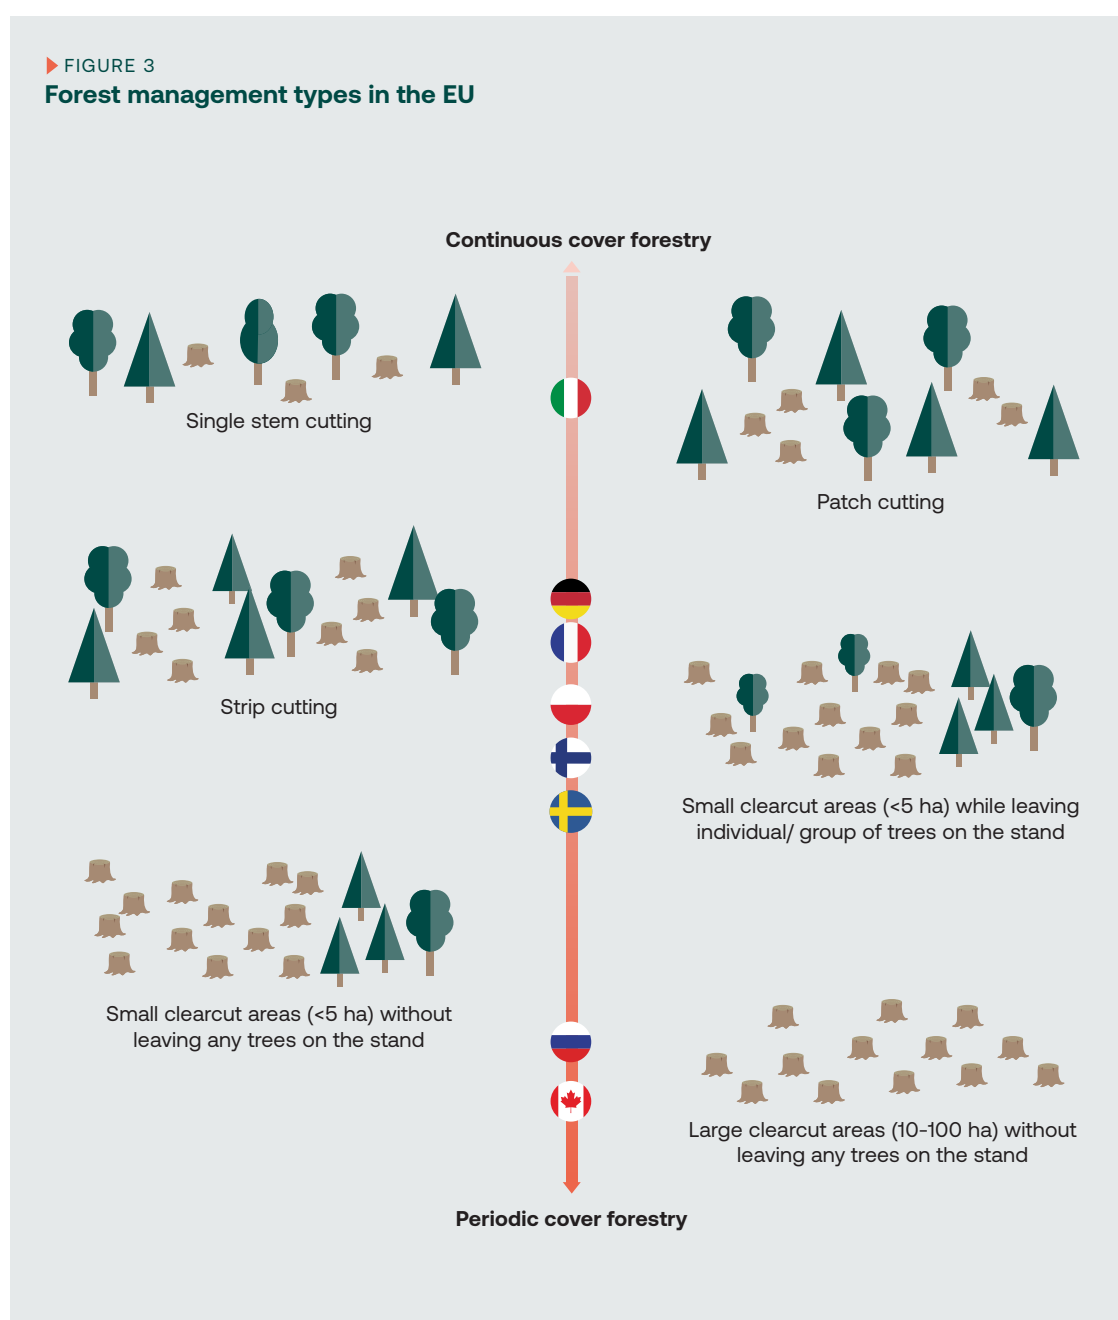 FIGURE 3
Forest management types in the EU
Continuous cover forestry
Single stem cutting
Patch cutting
Strip cutting
Small clearcut areas (<5 ha) while leaving
individual/ group of trees on the stand
Small clearcut areas (<5 ha) without
leaving any trees on the stand
Large clearcut areas (10-100 ha) without
leaving any trees on the stand
Periodic cover forestry